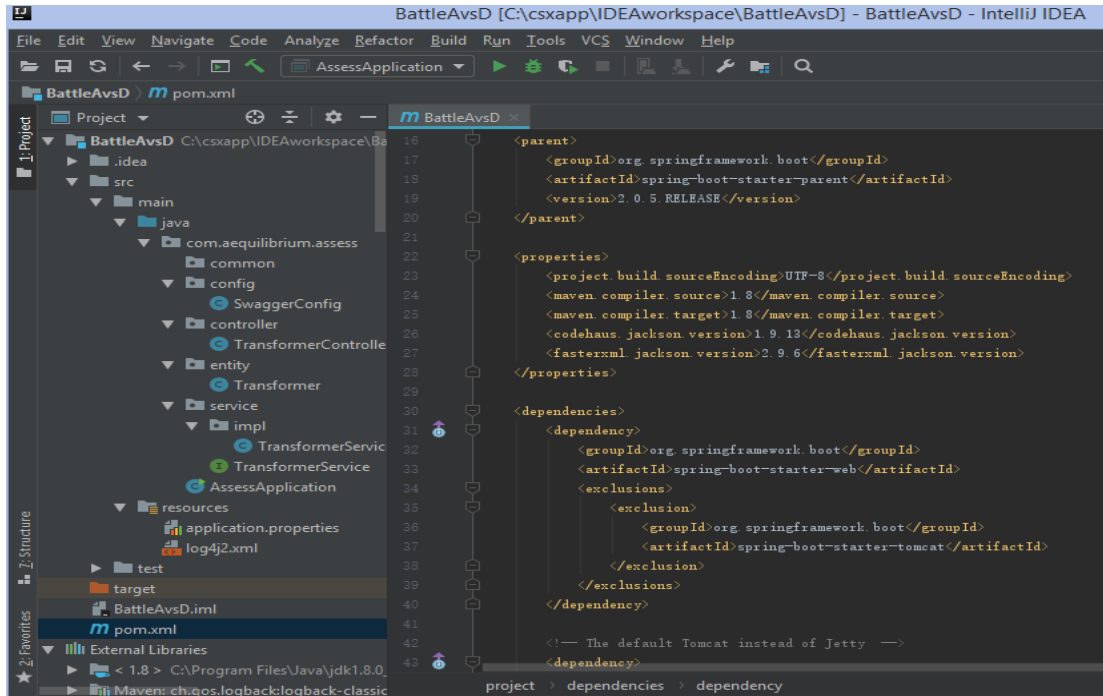 BattleAvsD [C:\csxapp\IDEAworkspace\BattleAvsD] - BattleAvsD - IntelliJ IDEA
File Edit View Navigate Code Analyze Refactor Build Run Tools VCS Window Help
AssessApplication
BattleAvsD pom.xml
1: Project
Project
BattleAvsD C:\csxapp\IDEAworkspace\Ba
.idea
src
main
java
com.aequilibrium.assess
common
config
SwaggerConfig
controller
TransformerControlle
entity
Transformer
service
impl
TransformerServic
TransformerService
AssessApplication
resources
application.properties
log4j2.xml
test
target
BattleAvsD.iml
pom.xml
External Libraries
< 1.8 > C:\Program Files\Java\jdk1.8.0_
Maven: ch.qos.logback:logback-classic
7: Structure
2: Favorites
BattleAvsD
16 <parent>
17 <groupId>org.springframework.boot</groupId>
18 <artifactId>spring-boot-starter-parent</artifactId>
19 <version>2.0.5.RELEASE</version>
20 </parent>
21
22 <properties>
23 <project.build.sourceEncoding>UTF-8</project.build.sourceEncoding>
24 <maven.compiler.source>1.8</maven.compiler.source>
25 <maven.compiler.target>1.8</maven.compiler.target>
26 <codehaus.jackson.version>1.9.13</codehaus.jackson.version>
27 <fasterxml.jackson.version>2.9.6</fasterxml.jackson.version>
28 </properties>
29
30 <dependencies>
31 <dependency>
32 <groupId>org.springframework.boot</groupId>
33 <artifactId>spring-boot-starter-web</artifactId>
34 <exclusions>
35 <exclusion>
36 <groupId>org.springframework.boot</groupId>
37 <artifactId>spring-boot-starter-tomcat</artifactId>
38 </exclusion>
39 </exclusions>
40 </dependency>
41
42 <!-- The default Tomcat instead of Jetty -->
43 <dependency>
project > dependencies > dependency